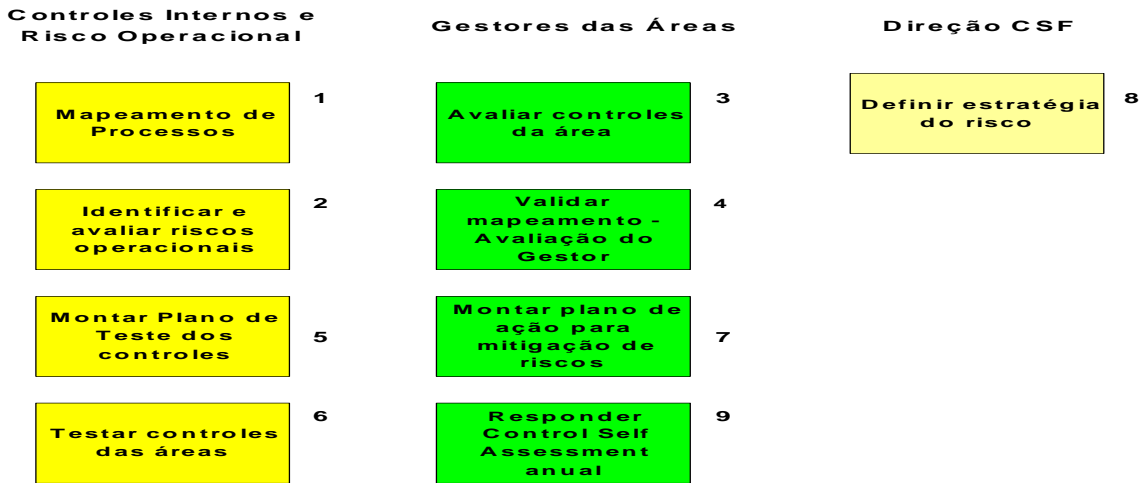 Controles Internos e
Risco Operacional
Mapeamento de
Processos
1
Identificar e
avaliar riscos
operacionais
2
Montar Plano de
Teste dos
controles
5
Testar controles
das áreas
6
Gestores das Áreas
Avaliar controles
da área
3
Validar
mapeamento -
Avaliação do
Gestor
4
Montar plano de
ação para
mitigação de
riscos
7
Responder
Control Self
Assessment
anual
9
Direção CSF
Definir estratégia
do risco
8